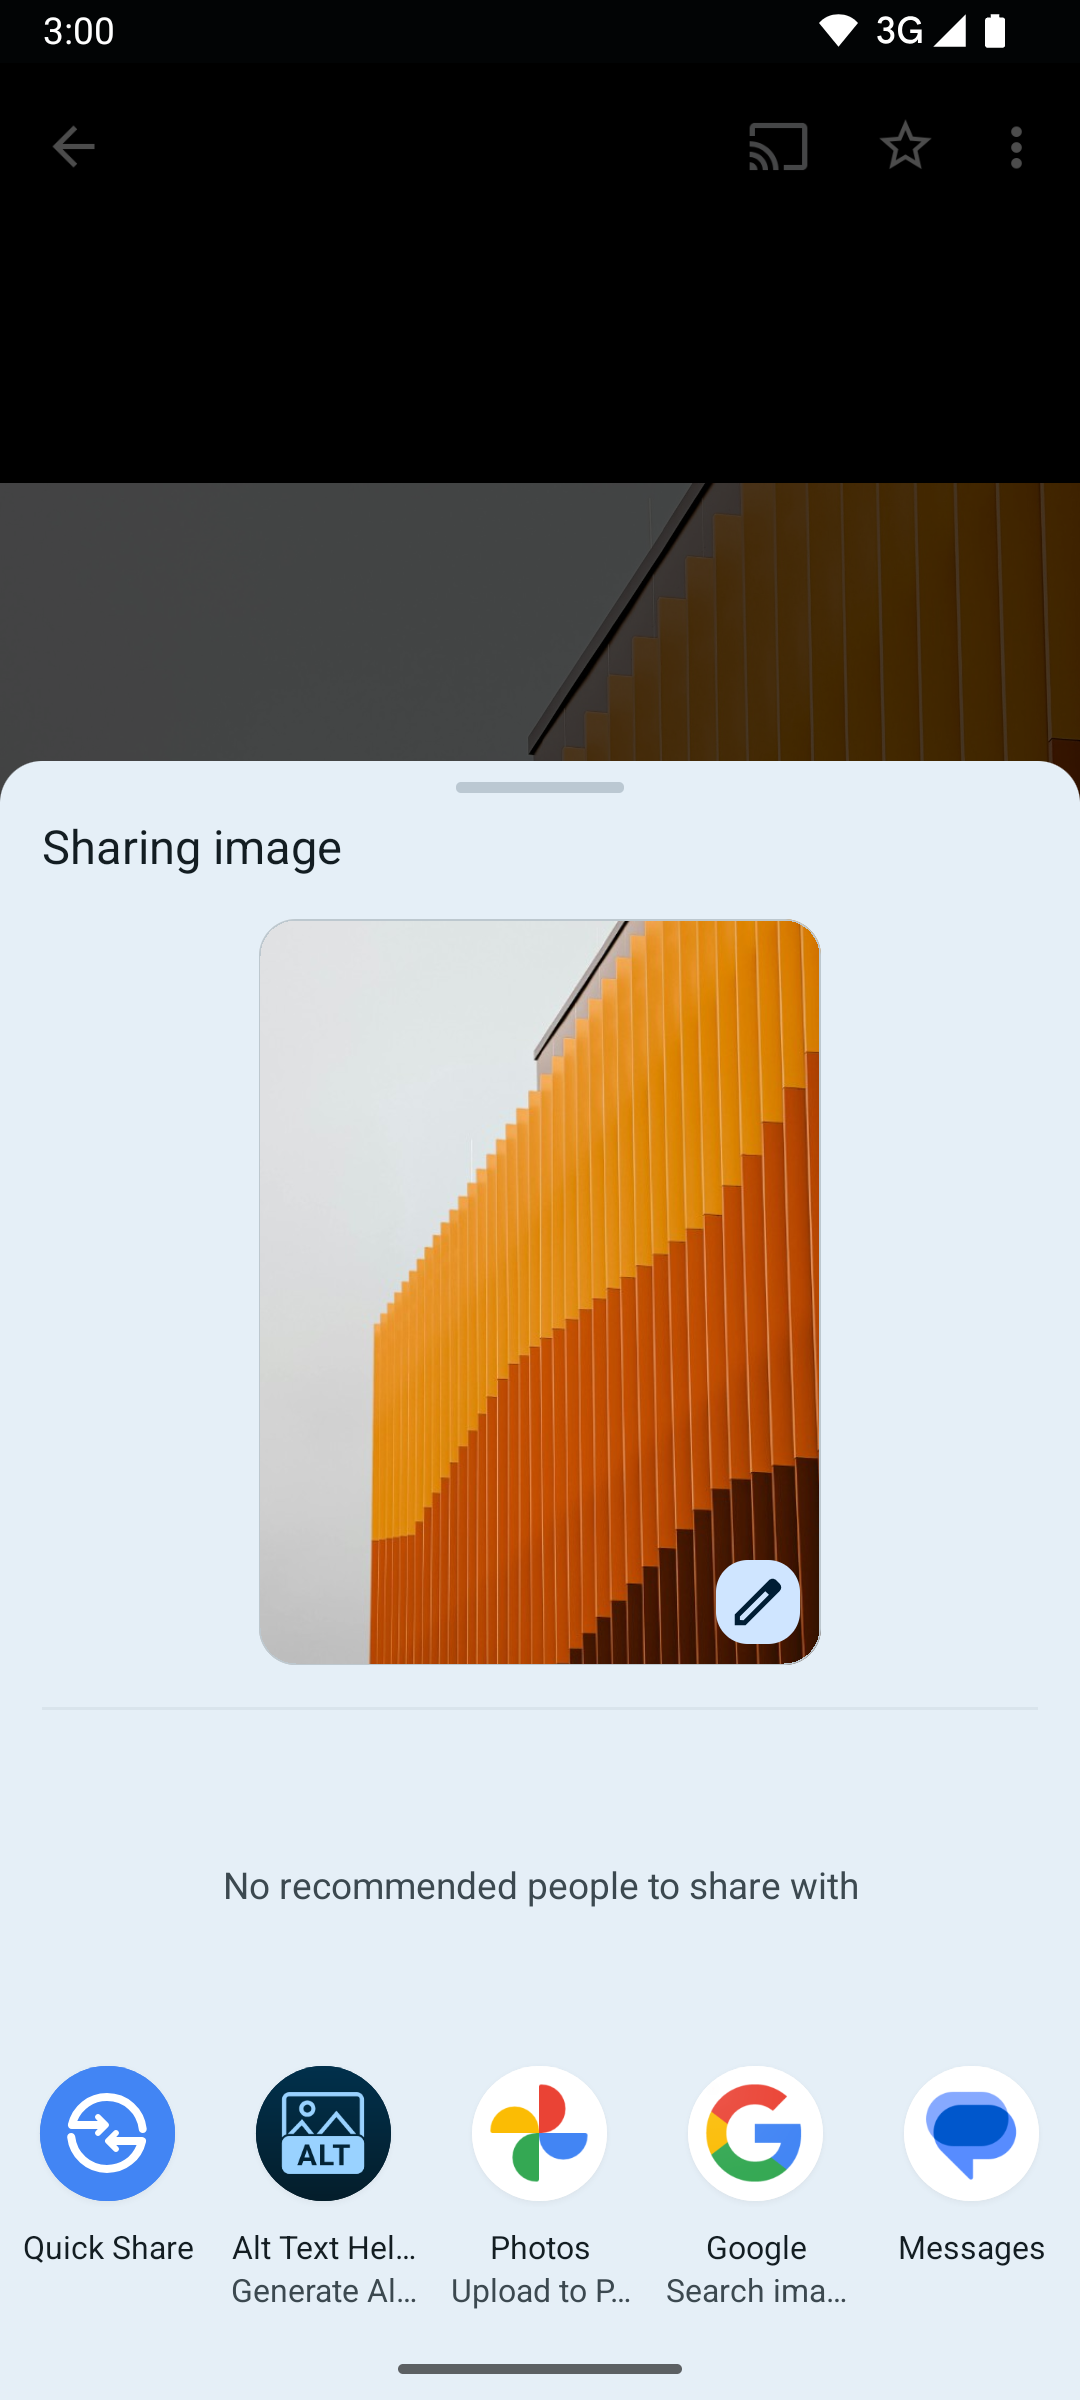 3:00 3G
Sharing image
No recommended people to share with
ALT
Quick Share Alt Text Hel... Photos Google Messages
Generate Al... Upload to P... Search ima...